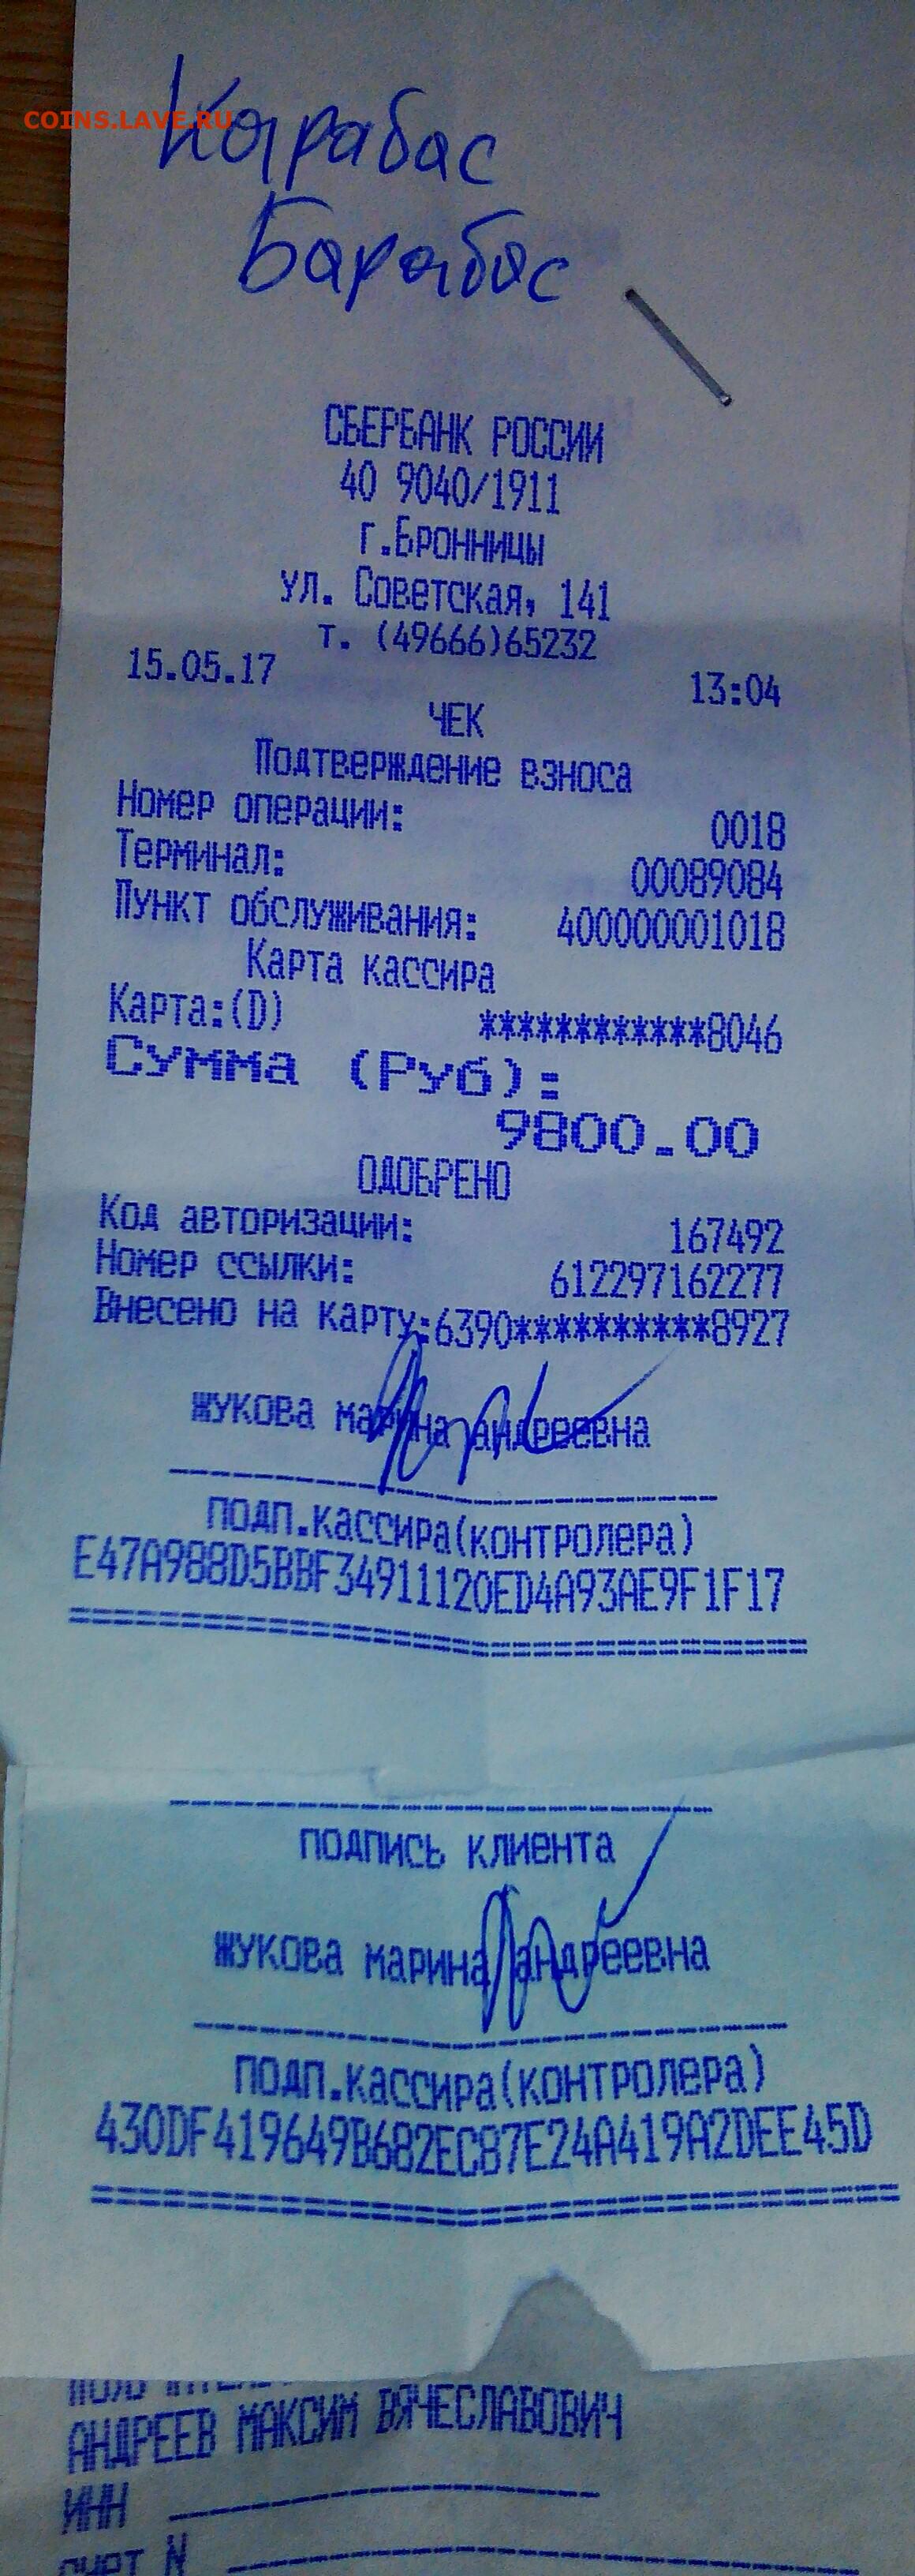 COINS.LAVE.RU
Карабас
Барабас
СБЕРБАНК РОССИИ
40 9040/1911
г.Бронницы
ул. Советская, 141
т. (49666)65232
15.05.17 13:04
ЧЕК
Подтверждение взноса
Номер операции: 0018
Терминал: 00089084
Пункт обслуживания: 400000001018
Карта кассира
Карта:(D) ************8046
Сумма (Руб):
9800.00
ОДОБРЕНО
Код авторизации: 167492
Номер ссылки: 612297162277
Внесено на карту:6390**********8927
ЖУКОВА марина андреевна
подп.кассира(контролера)
E47A988D5BBF34911120ED4A93AE9F1F17
подпись клиента
ЖУКОВА марина андреевна
подп.кассира(контролера)
430DF419649B682EC87E24A419A2DEE45D
АНДРЕЕВ МАКСИМ ВЯЧЕСЛАВОВИЧ
ИНН
СЧЕТ N